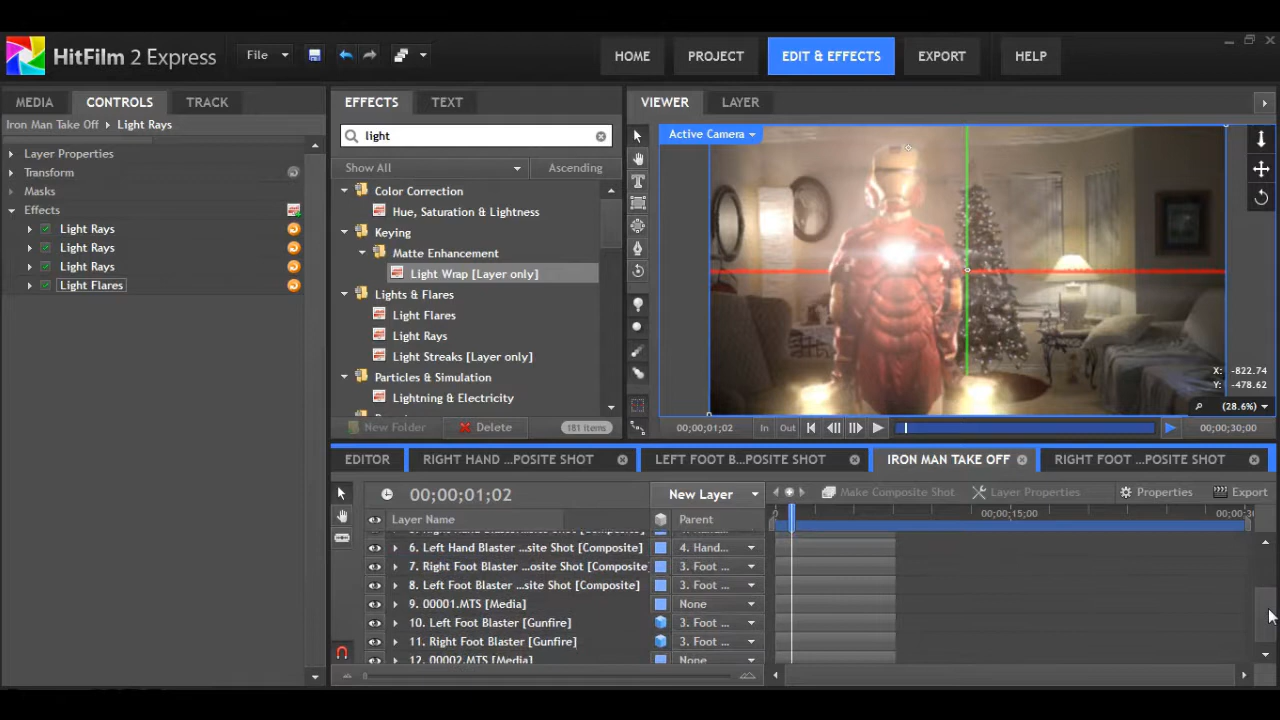 HitFilm 2 Express
File
HOME
PROJECT
EDIT & EFFECTS
EXPORT
HELP
MEDIA
CONTROLS
TRACK
Iron Man Take Off > Light Rays
Layer Properties
Transform
Masks
Effects
Light Rays
Light Rays
Light Rays
Light Flares
EFFECTS
TEXT
light
Show All
Ascending
Color Correction
Hue, Saturation & Lightness
Keying
Matte Enhancement
Light Wrap [Layer only]
Lights & Flares
Light Flares
Light Rays
Light Streaks [Layer only]
Particles & Simulation
Lightning & Electricity
New Folder
Delete
181 items
VIEWER
LAYER
Active Camera
X: -822.74
Y: -478.62
(28.6%)
00;00;01;02
In
Out
00;00;30;00
EDITOR
RIGHT HAND ...POSITE SHOT
LEFT FOOT B...POSITE SHOT
IRON MAN TAKE OFF
RIGHT FOOT ...POSITE SHOT
00;00;01;02
New Layer
Make Composite Shot
Layer Properties
Properties
Export
Layer Name
Parent
0
00;00;15;00
6. Left Hand Blaster ...site Shot [Composite]
4. Hand...
7. Right Foot Blaster ...osite Shot [Composite
3. Foot ...
8. Left Foot Blaster ...site Shot [Composite]
3. Foot ...
9. 00001.MTS [Media]
None
10. Left Foot Blaster [Gunfire]
3. Foot ...
11. Right Foot Blaster [Gunfire]
3. Foot ...
12. 00002.MTS [Media]
None